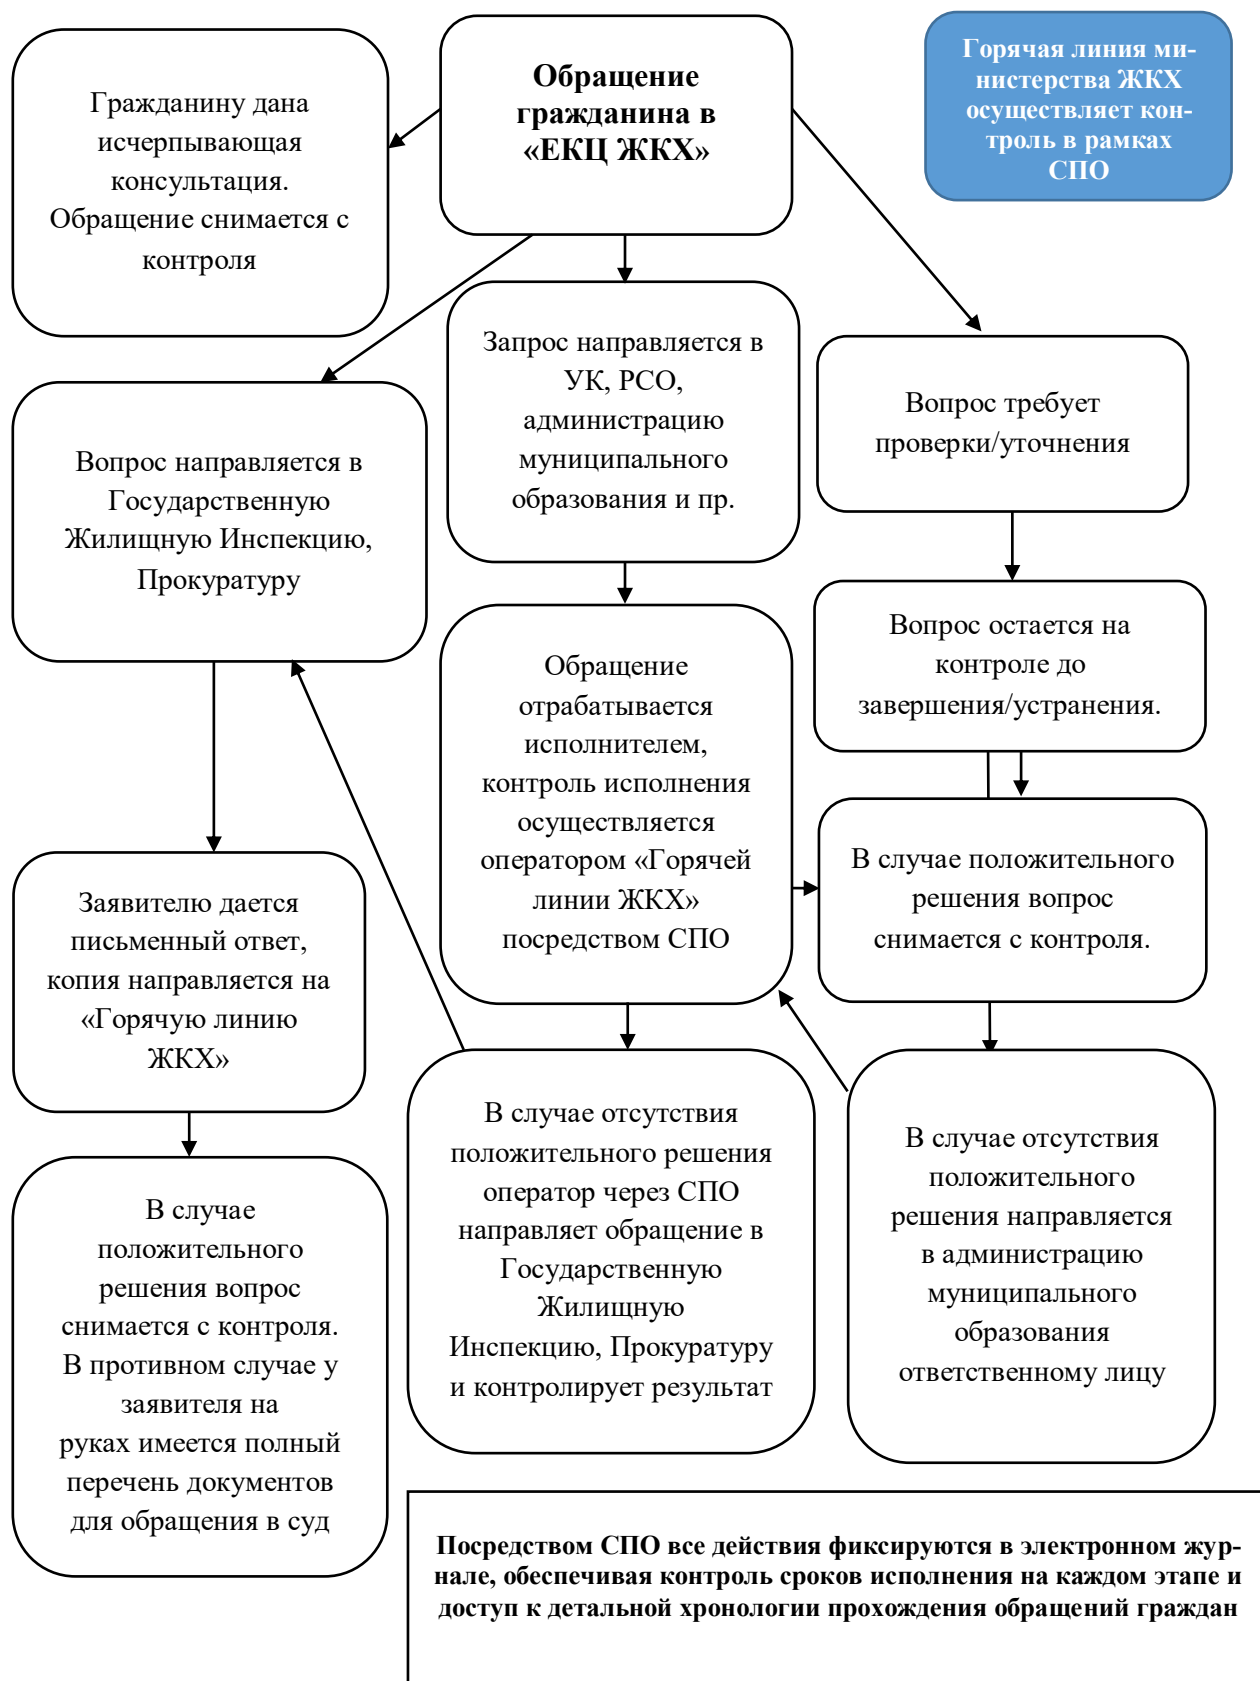 Гражданину дана
исчерпывающая
консультация.
Обращение снимается с
контроля
Обращение
гражданина в
«ЕКЦ ЖКХ»
Горячая линия ми-
нистерства ЖКХ
осуществляет кон-
троль в рамках
СПО
Вопрос направляется в
Государственную
Жилищную Инспекцию,
Прокуратуру
Запрос направляется в
УК, РСО,
администрацию
муниципального
образования и пр.
Вопрос требует
проверки/уточнения
Обращение
отрабатывается
исполнителем,
контроль исполнения
осуществляется
оператором «Горячей
линии ЖКХ»
посредством СПО
Вопрос остается на
контроле до
завершения/устранения.
В случае положительного
решения вопрос
снимается с контроля.
Заявителю дается
письменный ответ,
копия направляется на
«Горячую линию
ЖКХ»
В случае отсутствия
положительного решения
оператор через СПО
направляет обращение в
Государственную
Жилищную
Инспекцию, Прокуратуру
и контролирует результат
В случае отсутствия
положительного
решения направляется
в администрацию
муниципального
образования
ответственному лицу
В случае
положительного
решения вопрос
снимается с контроля.
В противном случае у
заявителя на
руках имеется полный
перечень документов
для обращения в суд
Посредством СПО все действия фиксируются в электронном жур-
нале, обеспечивая контроль сроков исполнения на каждом этапе и
доступ к детальной хронологии прохождения обращений граждан